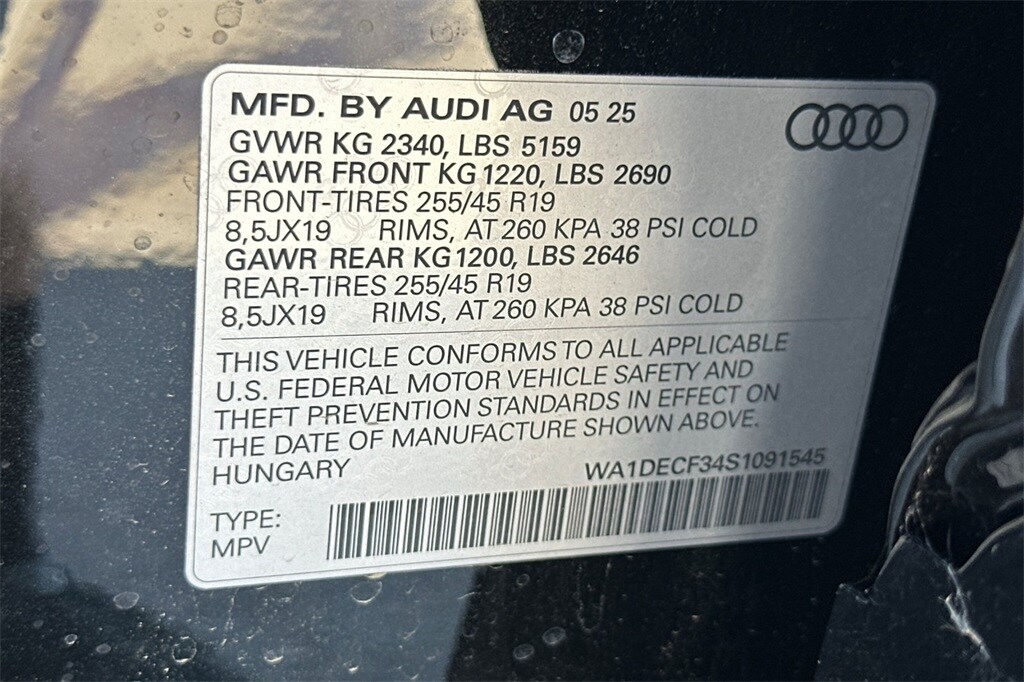 MFD. BY AUDI AG 05 25
GVWR KG 2340, LBS 5159
GAWR FRONT KG 1220, LBS 2690
FRONT-TIRES 255/45 R19
8,5JX19 RIMS, AT 260 KPA 38 PSI COLD
GAWR REAR KG 1200, LBS 2646
REAR-TIRES 255/45 R19
8,5JX19 RIMS, AT 260 KPA 38 PSI COLD
THIS VEHICLE CONFORMS TO ALL APPLICABLE
U.S. FEDERAL MOTOR VEHICLE SAFETY AND
THEFT PREVENTION STANDARDS IN EFFECT ON
THE DATE OF MANUFACTURE SHOWN ABOVE.
HUNGARY WA1DECF34S1091545
TYPE:
MPV